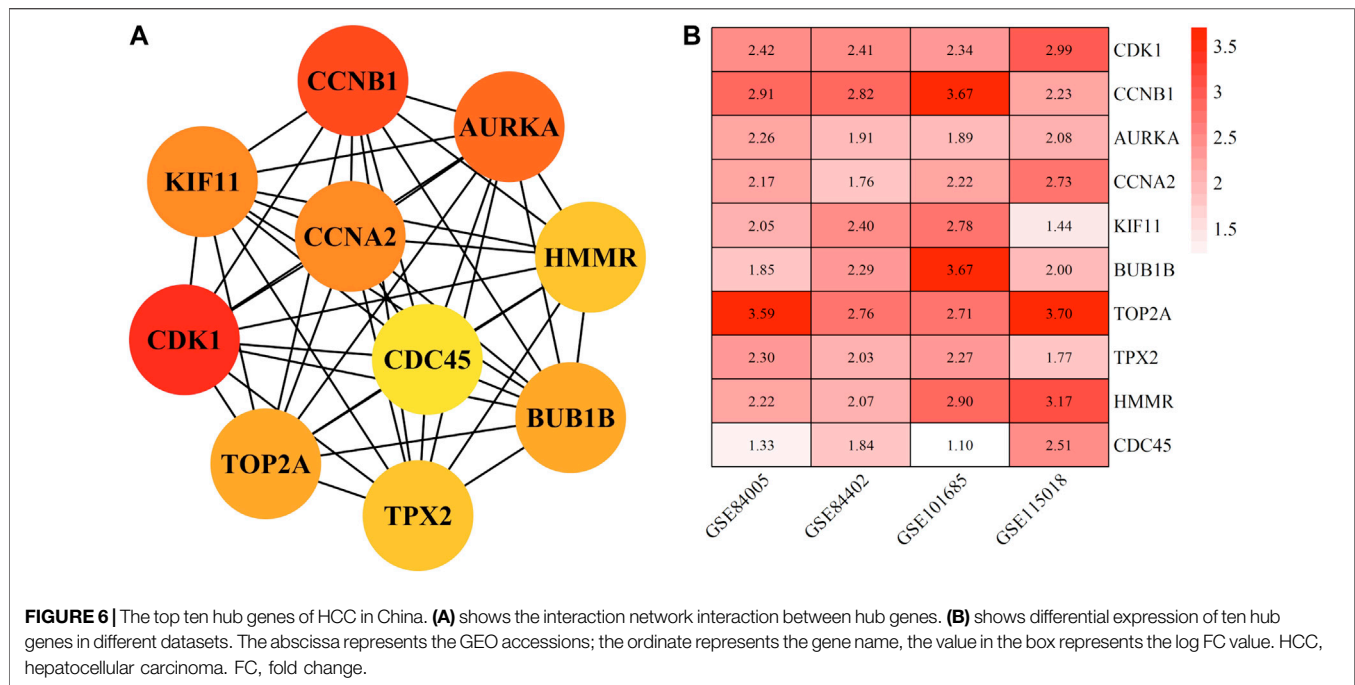 A
CCNB1
AURKA
KIF11
CCNA2
HMMR
CDK1
CDC45
BUB1B
TOP2A
TPX2
B
2.42 2.41 2.34 2.99 CDK1
2.91 2.82 3.67 2.23 CCNB1
2.26 1.91 1.89 2.08 AURKA
2.17 1.76 2.22 2.73 CCNA2
2.05 2.40 2.78 1.44 KIF11
1.85 2.29 3.67 2.00 BUB1B
3.59 2.76 2.71 3.70 TOP2A
2.30 2.03 2.27 1.77 TPX2
2.22 2.07 2.90 3.17 HMMR
1.33 1.84 1.10 2.51 CDC45
GSE84005 GSE84402 GSE101685 GSE115018
3.5
3
2.5
2
1.5
FIGURE 6 | The top ten hub genes of HCC in China. (A) shows the interaction network interaction between hub genes. (B) shows differential expression of ten hub
genes in different datasets. The abscissa represents the GEO accessions; the ordinate represents the gene name, the value in the box represents the log FC value. HCC,
hepatocellular carcinoma. FC, fold change.